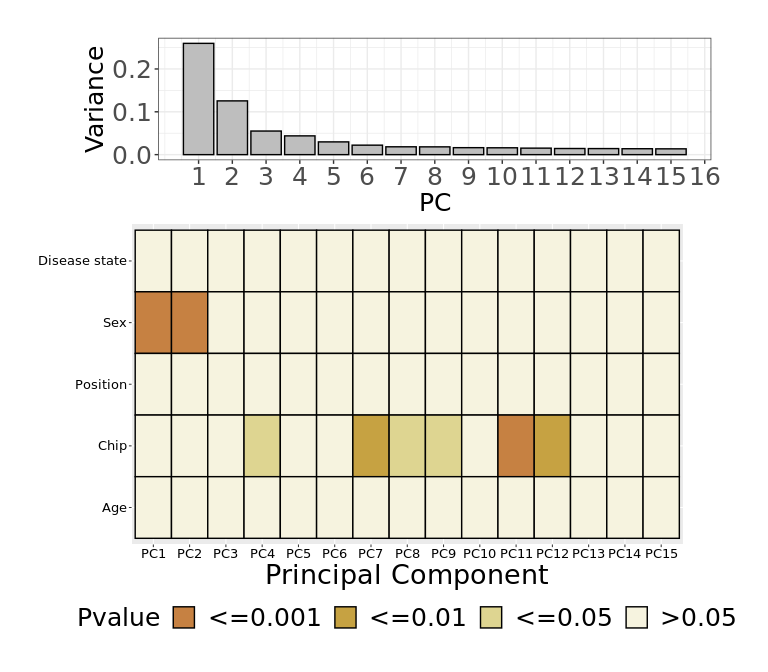 Variance
0.2
0.1
0.0
1 2 3 4 5 6 7 8 9 10 11 12 13 14 15 16
PC
Disease state
Sex
Position
Chip
Age
PC1 PC2 PC3 PC4 PC5 PC6 PC7 PC8 PC9 PC10 PC11 PC12 PC13 PC14 PC15
Principal Component
Pvalue <=0.001 <=0.01 <=0.05 >0.05